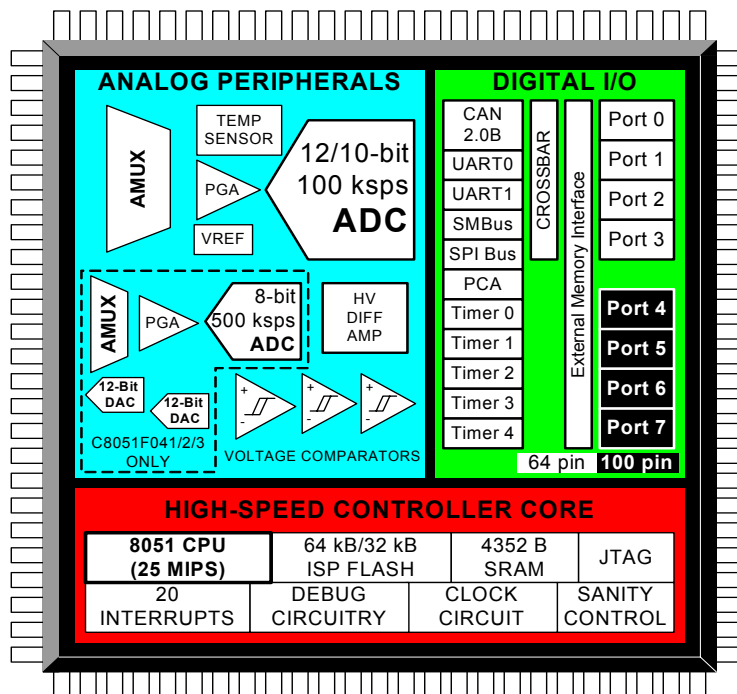 ANALOG PERIPHERALS
AMUX
TEMP
SENSOR
PGA
VREF
12/10-bit
100 ksps
ADC
AMUX
PGA
8-bit
500 ksps
ADC
HV
DIFF
AMP
12-Bit
DAC
12-Bit
DAC
C8051F041/2/3
ONLY
+
-
+
-
+
-
VOLTAGE COMPARATORS
DIGITAL I/O
CAN
2.0B
UART0
UART1
SMBus
SPI Bus
PCA
Timer 0
Timer 1
Timer 2
Timer 3
Timer 4
CROSSBAR
External Memory Interface
Port 0
Port 1
Port 2
Port 3
Port 4
Port 5
Port 6
Port 7
64 pin 100 pin
HIGH-SPEED CONTROLLER CORE
8051 CPU
(25 MIPS)
64 kB/32 kB
ISP FLASH
4352 B
SRAM
JTAG
20
INTERRUPTS
DEBUG
CIRCUITRY
CLOCK
CIRCUIT
SANITY
CONTROL